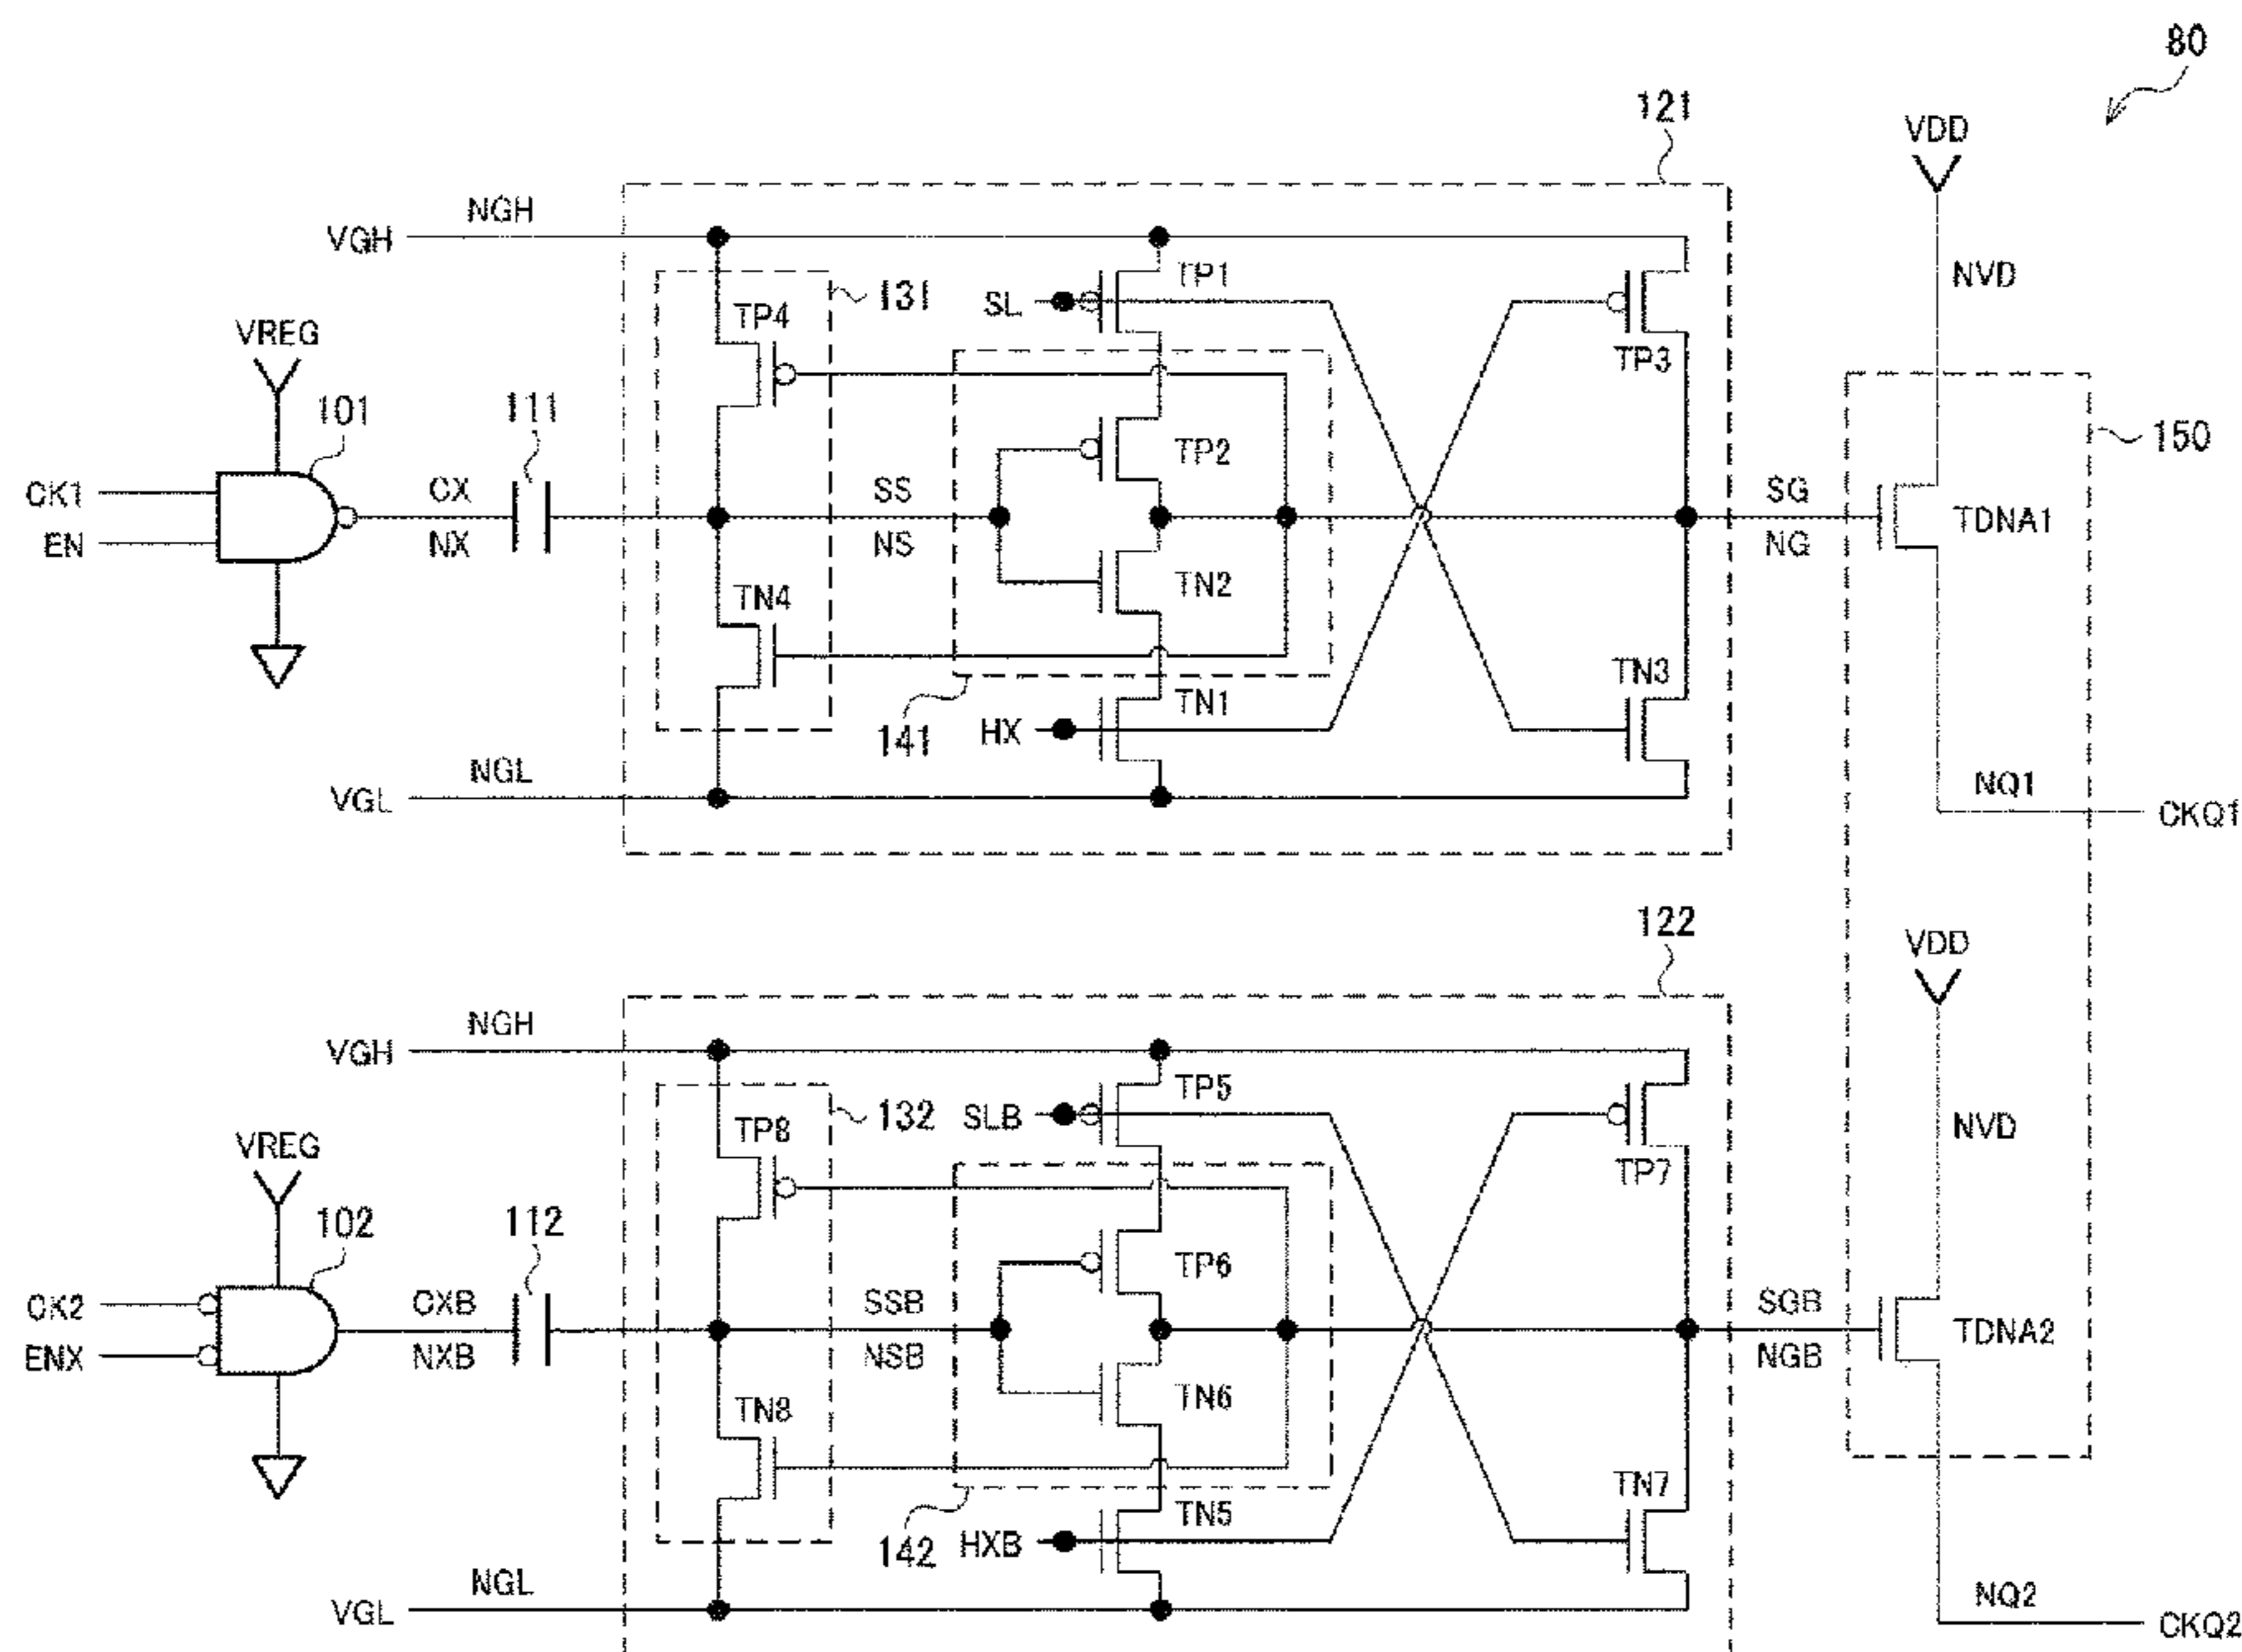 80
121
VDD
VGH
NGH
TP1
131
SL
NVD
TP4
VREG
TP3
101
111
150
CK1
CX
SS
TP2
SG
TDNA1
EN
NX
NS
NG
TN2
TN4
TN3
TN1
141
HX
NGL
NQ1
VGL
CKQ1
122
VDD
NGH
VGH
TP5
132
SLB
NVD
TP8
VREG
TP7
102
112
CK2
CXB
SSB
TP6
SGB
TDNA2
ENX
NXB
NSB
NGB
TN6
TN8
TN7
TN5
142
HXB
NGL
NQ2
VGL
CKQ2